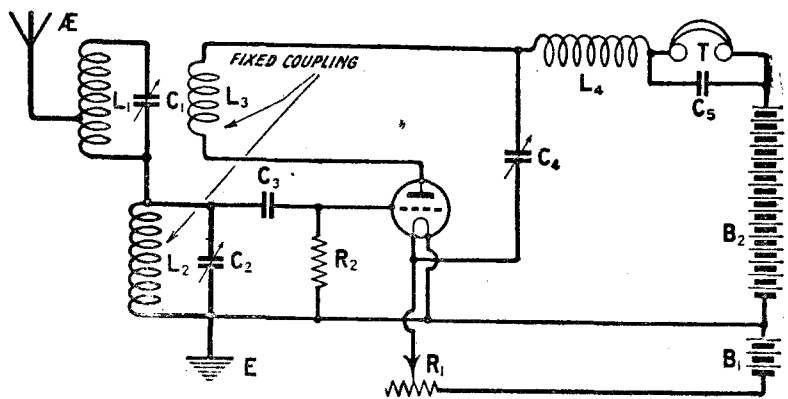 Æ
FIXED COUPLING
T
L₁
C₁
L₃
L₄
C₅
C₃
C₄
L₂
C₂
R₂
B₂
E
R₁
B₁